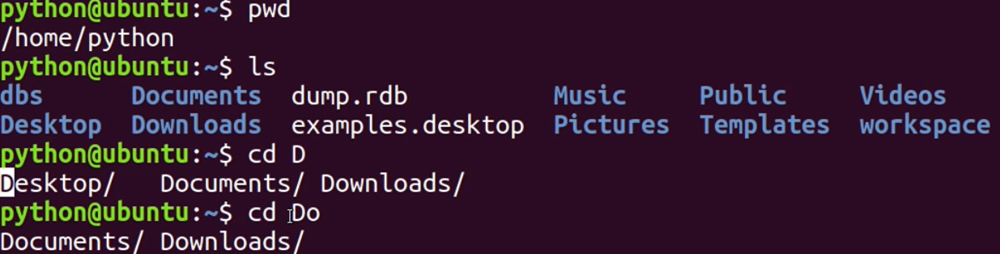 python@ubuntu:~$ pwd
/home/python
python@ubuntu:~$ ls
dbs Documents dump.rdb Music Public Videos
Desktop Downloads examples.desktop Pictures Templates workspace
python@ubuntu:~$ cd D
Desktop/ Documents/ Downloads/
python@ubuntu:~$ cd Do
Documents/ Downloads/